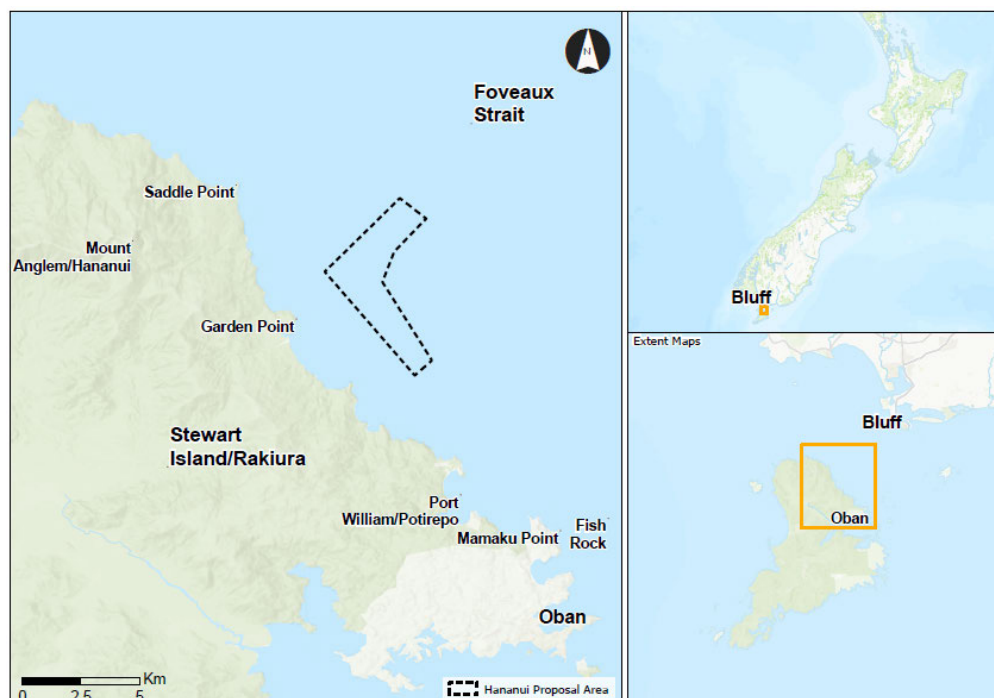 N
Foveaux
Strait
Saddle Point
Mount
Anglem/Hananui
Garden Point
Stewart
Island/Rakiura
Port
William/Potirepo
Mamaku Point
Fish
Rock
Oban
Km
0 2.5 5
Hananui Proposal Area
Bluff
Extent Maps
Bluff
Oban